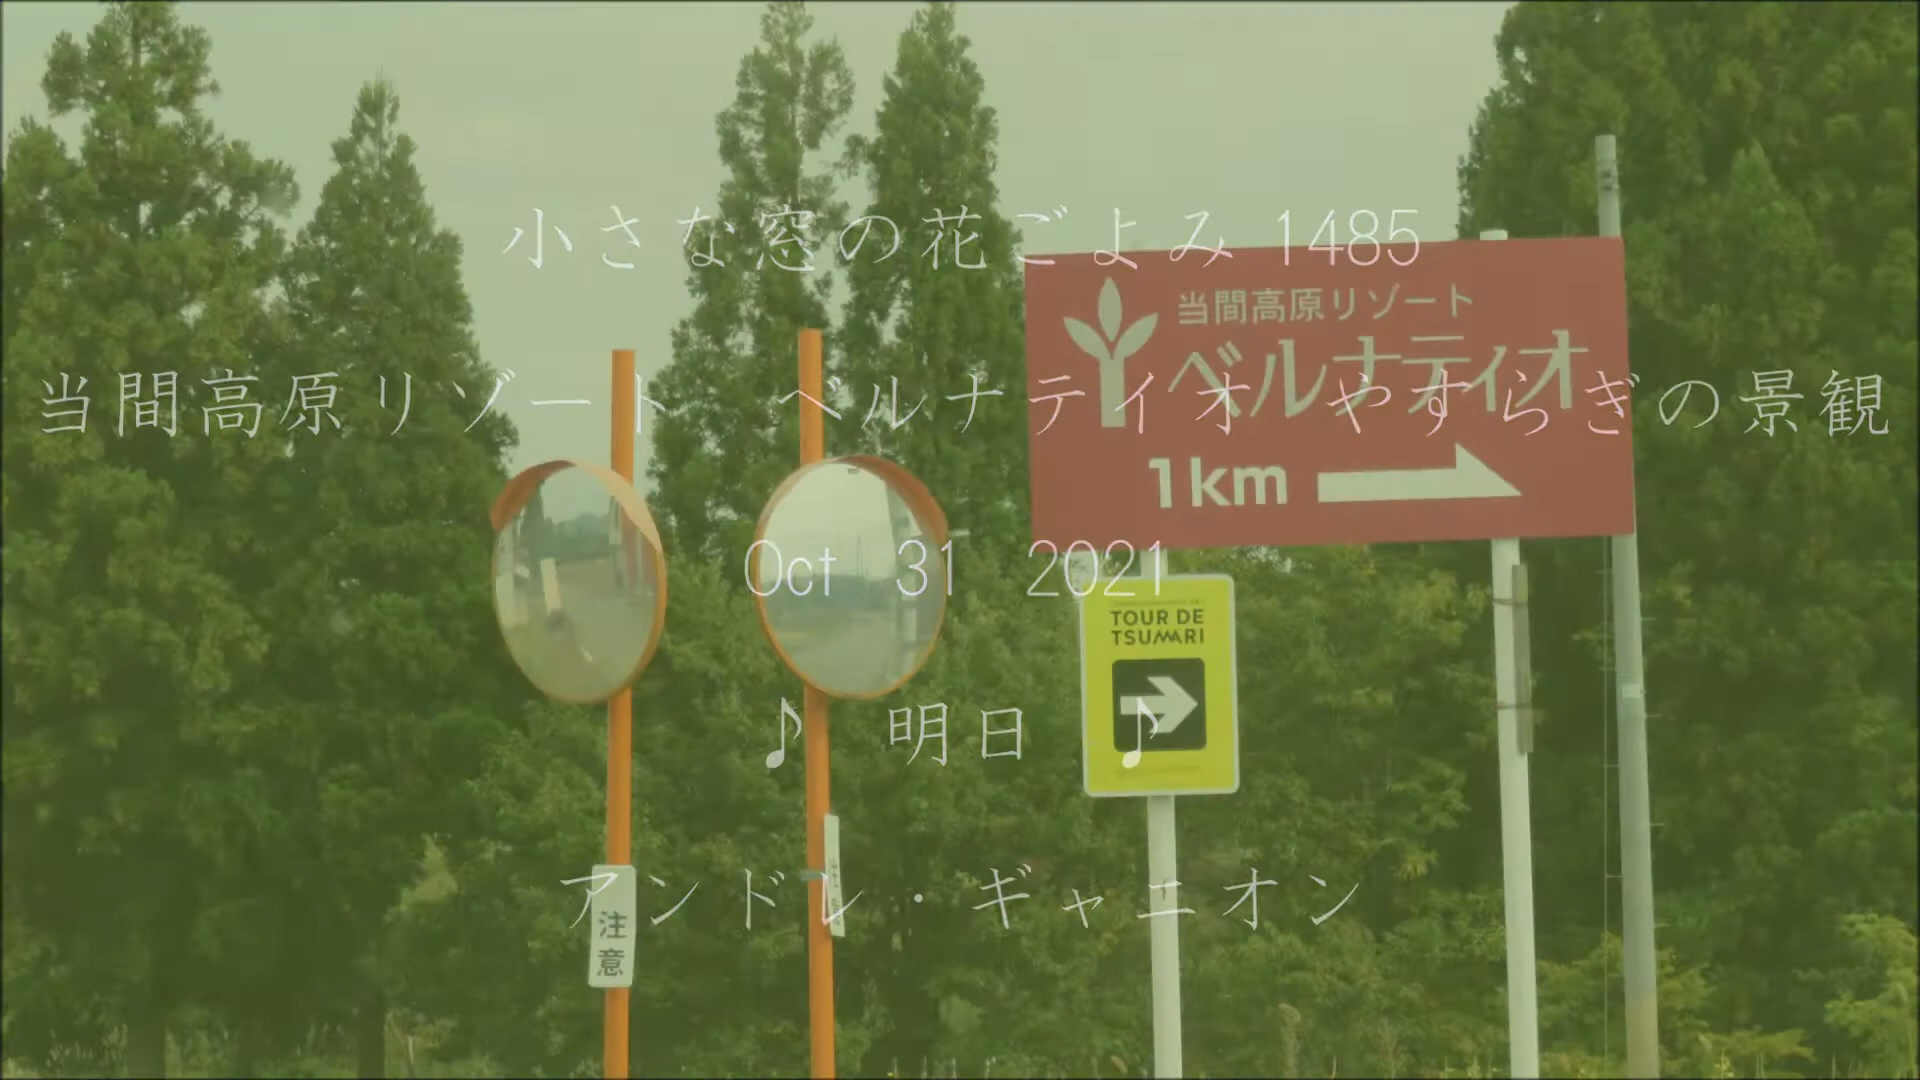 小さな窓の花ごよみ 1485
当間高原リゾート ベルナテイオ やすらぎの景観
Oct 31 2021
♪ 明日 ♪
アンドレ・ギャニオン
当間高原リゾート
ベルナティオ
1km
TOUR DE
TSUMARI
注意